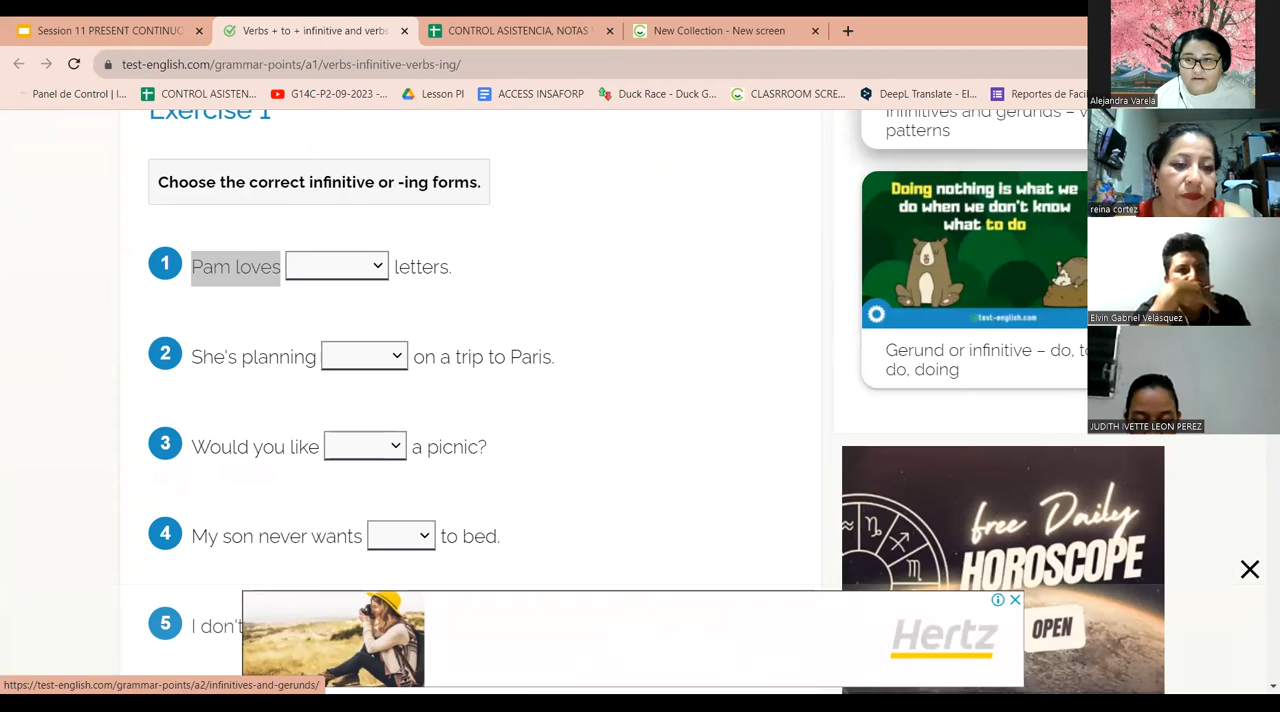 Session 11 PRESENT CONTINUO
Verbs + to + infinitive and verbs
CONTROL ASISTENCIA, NOTAS
New Collection - New screen
test-english.com/grammar-points/a1/verbs-infinitive-verbs-ing/
Panel de Control | I...
CONTROL ASISTEN...
G14C-P2-09-2023 -...
Lesson Pl
ACCESS INSAFORP
Duck Race - Duck G...
CLASRROOM SCRE...
DeepL Translate - El...
Reportes de Facil
Exercise 1
Choose the correct infinitive or -ing forms.
1 Pam loves letters.
2 She's planning on a trip to Paris.
3 Would you like a picnic?
4 My son never wants to bed.
5 I don't
Infinitives and gerunds – v
patterns
Doing nothing is what we
do when we don't know
what to do
test-english.com
Gerund or infinitive – do, to
do, doing
free Daily
HOROSCOPE
OPEN
Hertz
https://test-english.com/grammar-points/a2/infinitives-and-gerunds/
Alejandra Varela
reina cortez
Elvin Gabriel Velasquez
JUDITH IVETTE LEON PEREZ